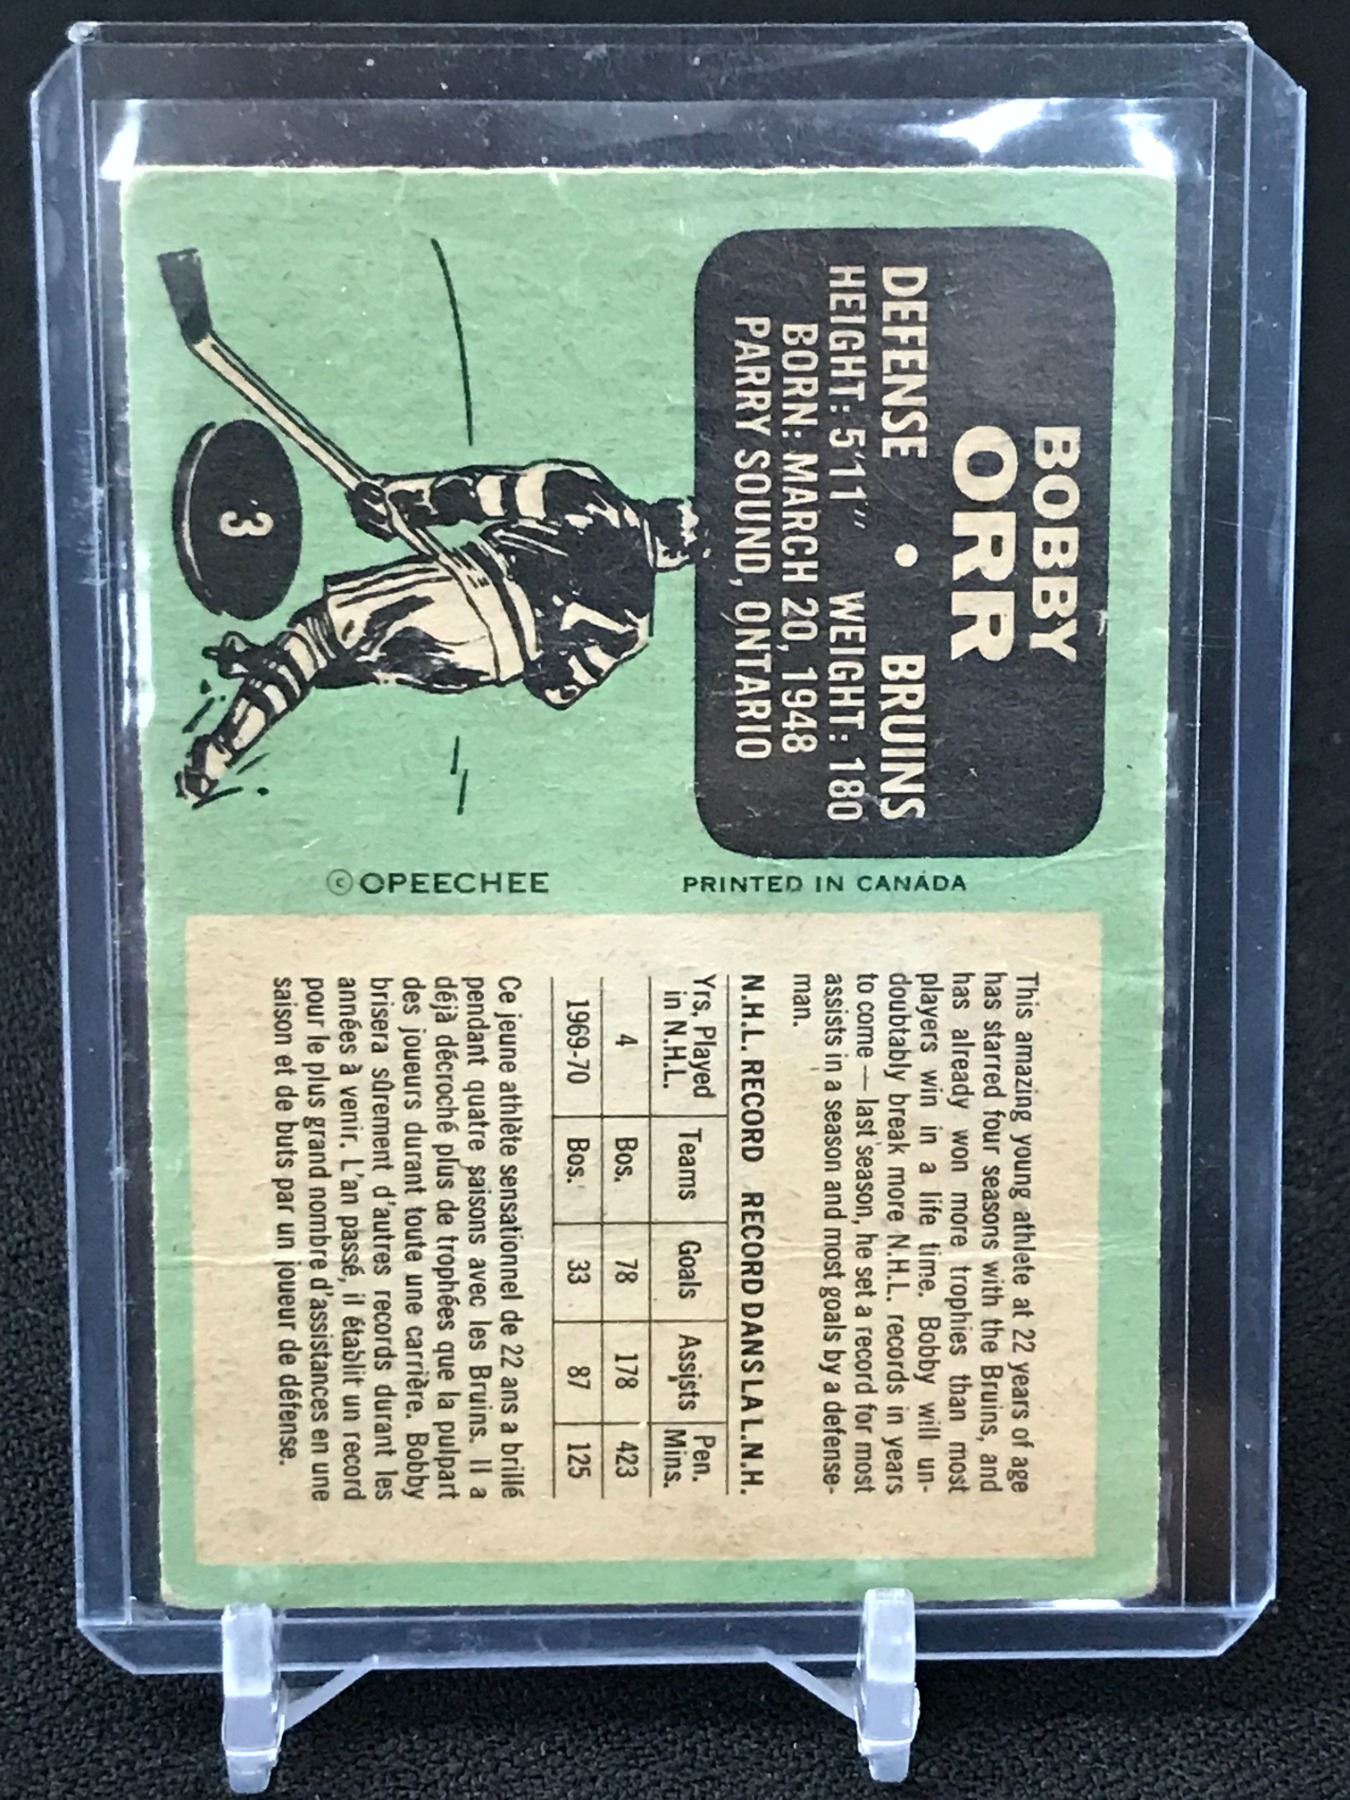 BOBBY
ORR
DEFENSE • BRUINS
HEIGHT: 5'11" WEIGHT: 180
BORN: MARCH 20, 1948
PARRY SOUND, ONTARIO
3
© OPEECHEE
PRINTED IN CANADA
This amazing young athlete at 22 years of age
has starred four seasons with the Bruins, and
has already won more trophies than most
players win in a life time. Bobby will un-
doubtably break more N.H.L. records in years
to come — last season, he set a record for most
assists in a season and most goals by a defense-
man.
N.H.L. RECORD RECORD DANS LA L.N.H.
Yrs. Played in N.H.L. Teams Goals Assists Pen. Mins.
4 Bos. 78 178 423
1969-70 Bos. 33 87 125
Ce jeune athlète sensationnel de 22 ans a brillé
pendant quatre saisons avec les Bruins. Il a
déjà décroché plus de trophées que la pulpart
des joueurs durant toute une carrière. Bobby
brisera sûrement d'autres records durant les
années à venir. L'an passé, il établit un record
pour le plus grand nombre d'assistances en une
saison et de buts par un joueur de défense.